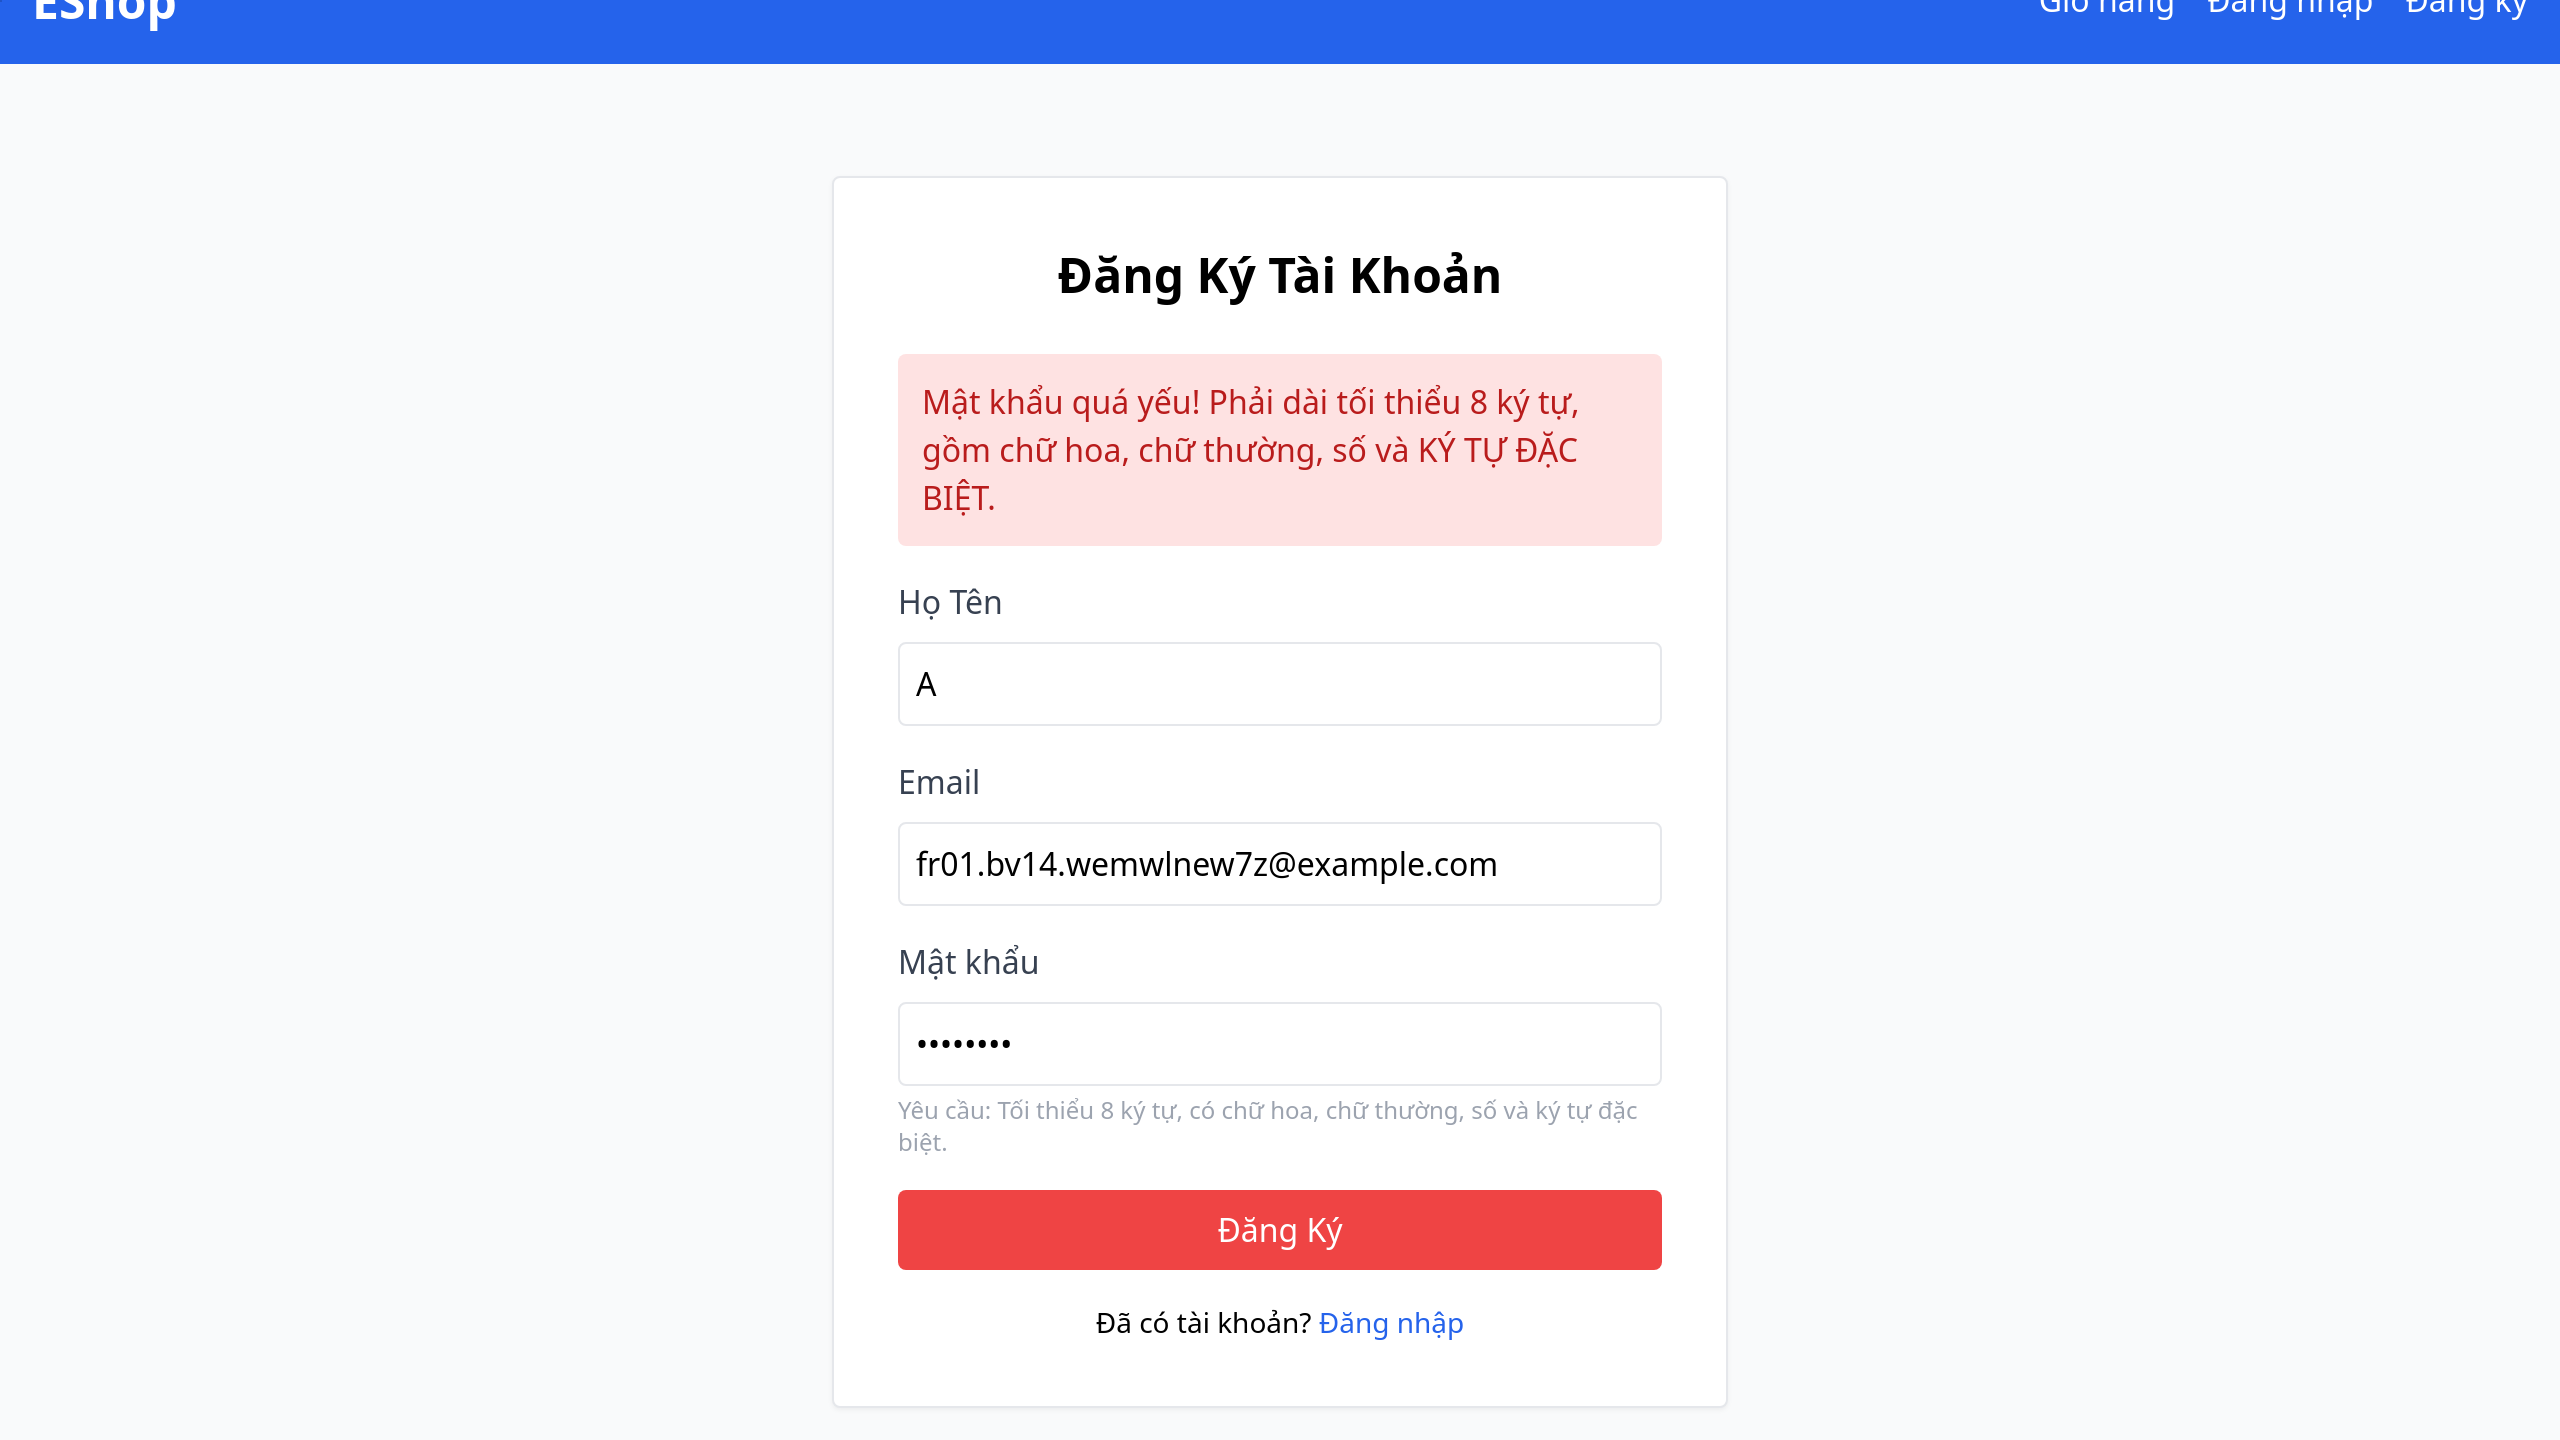 EShop
Giỏ hàng Đăng nhập Đăng ký
Đăng Ký Tài Khoản
Mật khẩu quá yếu! Phải dài tối thiểu 8 ký tự,
gồm chữ hoa, chữ thường, số và KÝ TỰ ĐẶC
BIỆT.
Họ Tên
A
Email
fr01.bv14.wemwlnew7z@example.com
Mật khẩu
••••••••
Yêu cầu: Tối thiểu 8 ký tự, có chữ hoa, chữ thường, số và ký tự đặc
biệt.
Đăng Ký
Đã có tài khoản? Đăng nhập